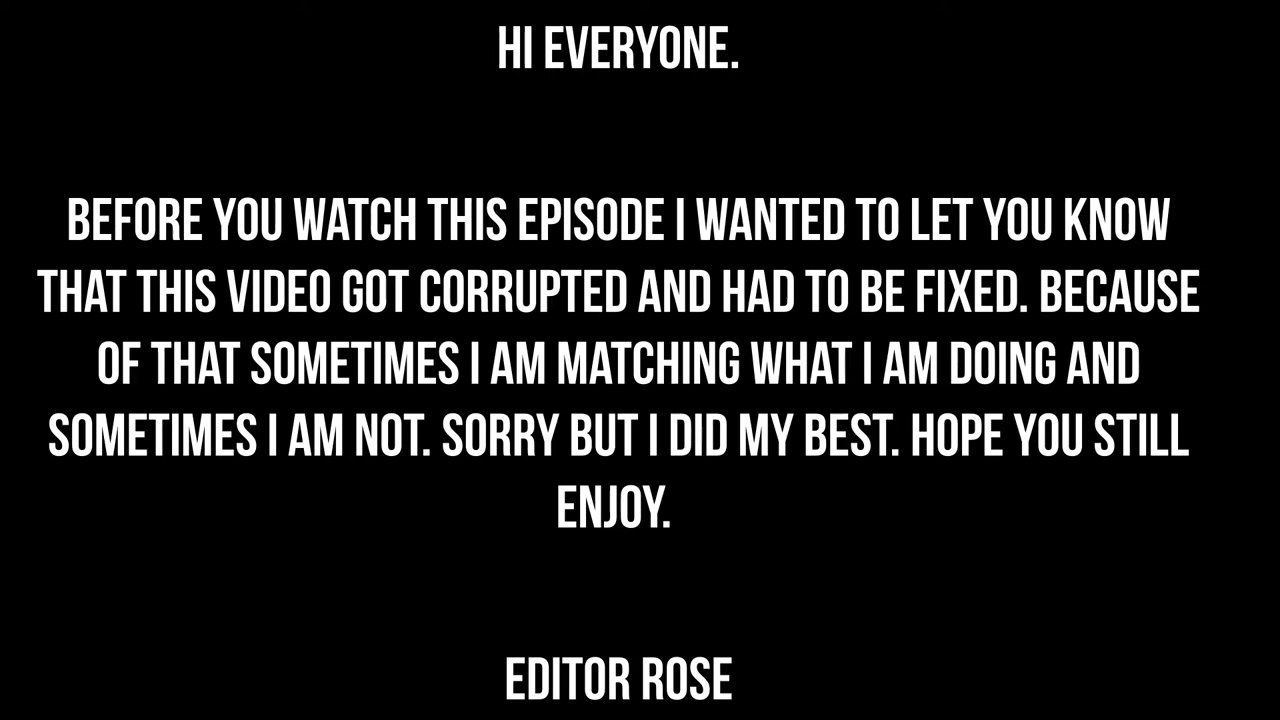 HI EVERYONE.
BEFORE YOU WATCH THIS EPISODE I WANTED TO LET YOU KNOW
THAT THIS VIDEO GOT CORRUPTED AND HAD TO BE FIXED. BECAUSE
OF THAT SOMETIMES I AM MATCHING WHAT I AM DOING AND
SOMETIMES I AM NOT. SORRY BUT I DID MY BEST. HOPE YOU STILL
ENJOY.
EDITOR ROSE